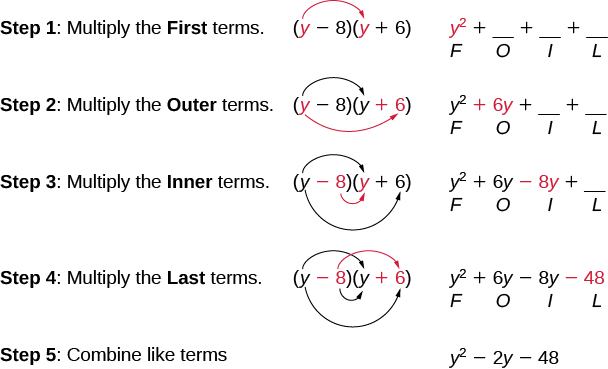 Step 1: Multiply the First terms. (y − 8)(y + 6) y² + __ + __ + __
F O I L
Step 2: Multiply the Outer terms. (y − 8)(y + 6) y² + 6y + __ + __
F O I L
Step 3: Multiply the Inner terms. (y − 8)(y + 6) y² + 6y − 8y + __
F O I L
Step 4: Multiply the Last terms. (y − 8)(y + 6) y² + 6y − 8y − 48
F O I L
Step 5: Combine like terms y² − 2y − 48